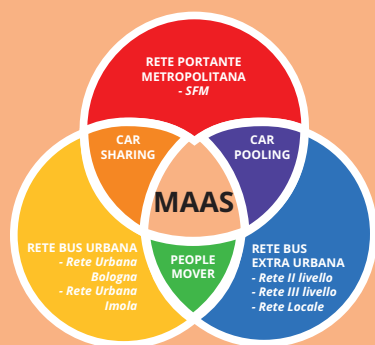 RETE PORTANTE
METROPOLITANA
- SFM
CAR
SHARING
CAR
POOLING
MAAS
RETE BUS URBANA
- Rete Urbana
Bologna
- Rete Urbana
Imola
PEOPLE
MOVER
RETE BUS
EXTRA URBANA
- Rete II livello
- Rete III livello
- Rete Locale